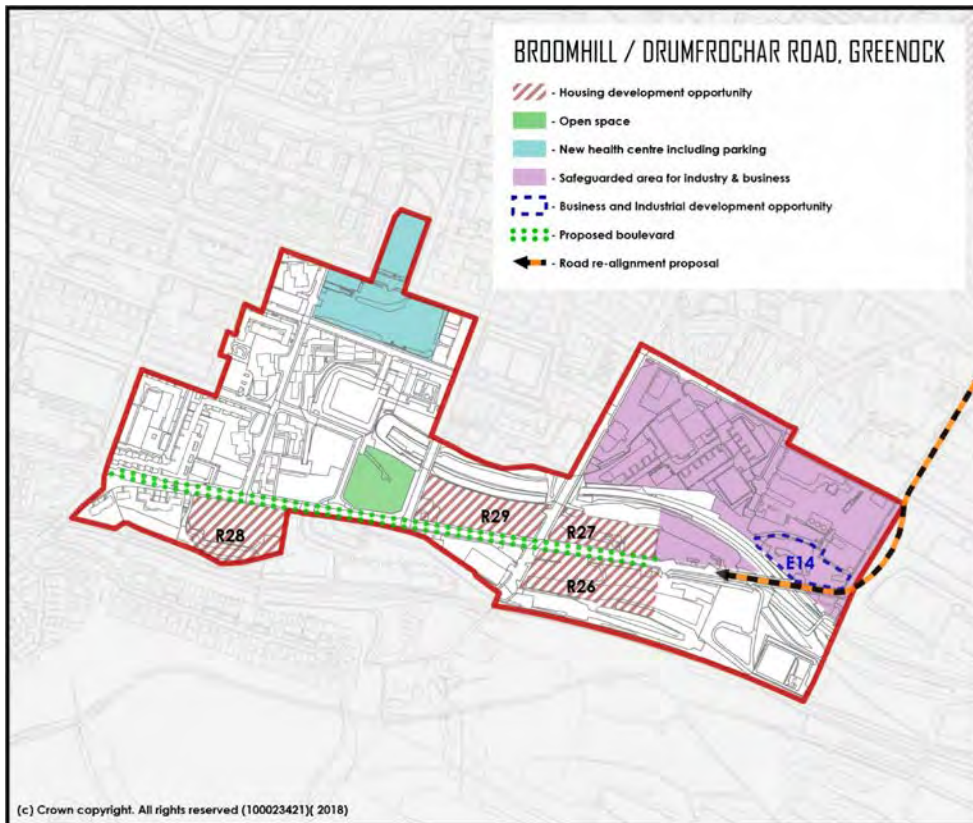 BROOMHILL / DRUMFROCHAR ROAD, GREENOCK
- Housing development opportunity
- Open space
- New health centre including parking
- Safeguarded area for industry & business
- Business and Industrial development opportunity
- Proposed boulevard
- Road re-alignment proposal
R29
R27
R28
E14
R26
(c) Crown copyright. All rights reserved (100023421)( 2018)